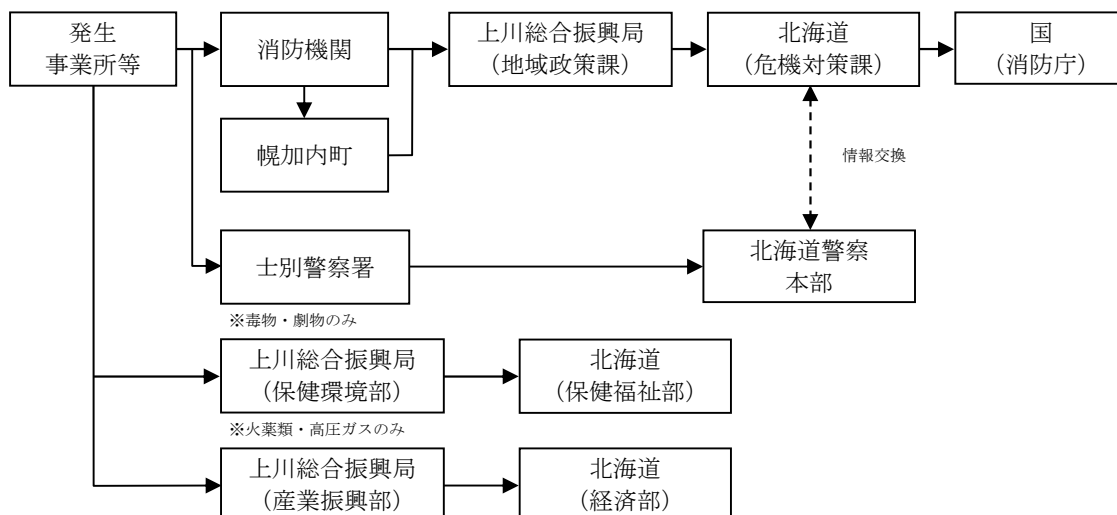 発生
事業所等
消防機関
上川総合振興局
（地域政策課）
北海道
（危機対策課）
国
（消防庁）
幌加内町
情報交換
士別警察署
北海道警察
本部
※毒物・劇物のみ
上川総合振興局
（保健環境部）
北海道
（保健福祉部）
※火薬類・高圧ガスのみ
上川総合振興局
（産業振興部）
北海道
（経済部）